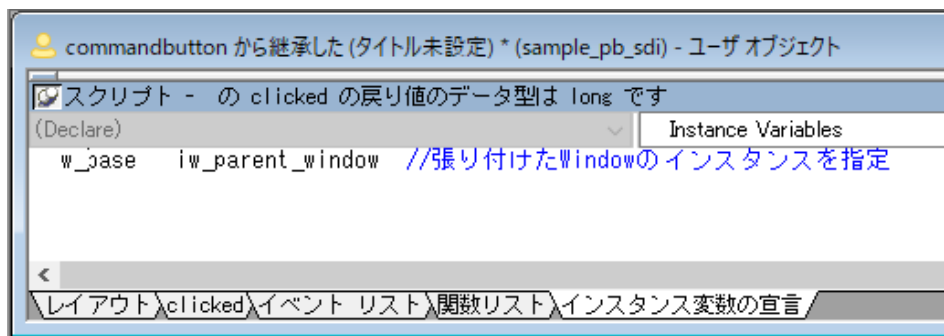 commandbutton から継承した (タイトル未設定) * (sample_pb_sdi) - ユーザ オブジェクト
スクリプト - の clicked の戻り値のデータ型は long です
(Declare) Instance Variables
w_base iw_parent_window //張り付けたWindowのインスタンスを指定
レイアウト clicked イベント リスト 関数リスト インスタンス変数の宣言